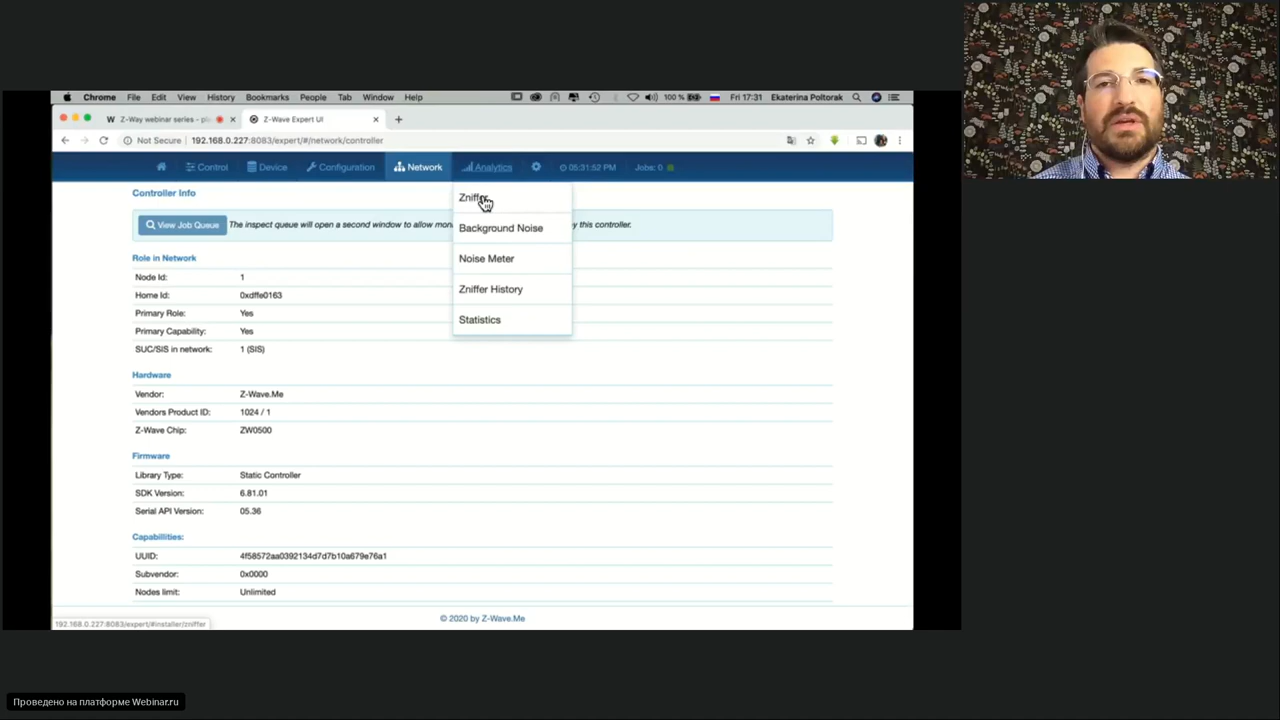 Chrome File Edit View History Bookmarks People Tab Window Help 100 % Fri 17:31 Ekaterina Poltorak
Z-Way webinar series - pl Z-Wave Expert UI
Not Secure 192.168.0.227:8083/expert/#/network/controller
Control Device Configuration Network Analytics 05:31:52 PM Jobs: 0
Controller Info
Zniffer
View Job Queue The inspect queue will open a second window to allow by this controller.
Background Noise
Role in Network
Noise Meter
Node Id: 1
Zniffer History
Home Id: 0xdffe0163
Primary Role: Yes
Statistics
Primary Capability: Yes
SUC/SIS in network: 1 (SIS)
Hardware
Vendor: Z-Wave.Me
Vendors Product ID: 1024 / 1
Z-Wave Chip: ZW0500
Firmware
Library Type: Static Controller
SDK Version: 6.81.01
Serial API Version: 05.36
Capabilities:
UUID: 4f58572aa0392134d7d7b10a679e76a1
Subvendor: 0x0000
Nodes limit: Unlimited
© 2020 by Z-Wave.Me
192.168.0.227:8083/expert/#installer/zniffer
Проведено на платформе Webinar.ru